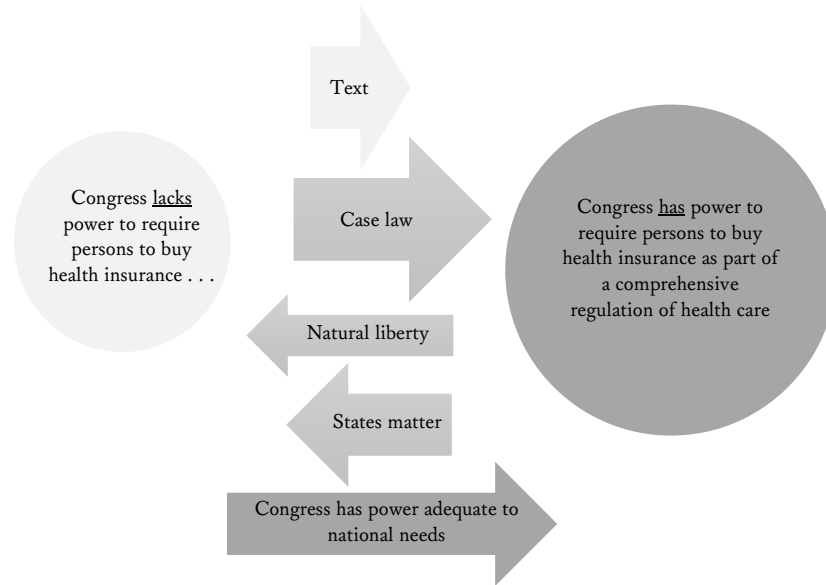 Text
Congress lacks
power to require
persons to buy
health insurance . . .
Case law
Congress has power to
require persons to buy
health insurance as part of
a comprehensive
regulation of health care
Natural liberty
States matter
Congress has power adequate to
national needs